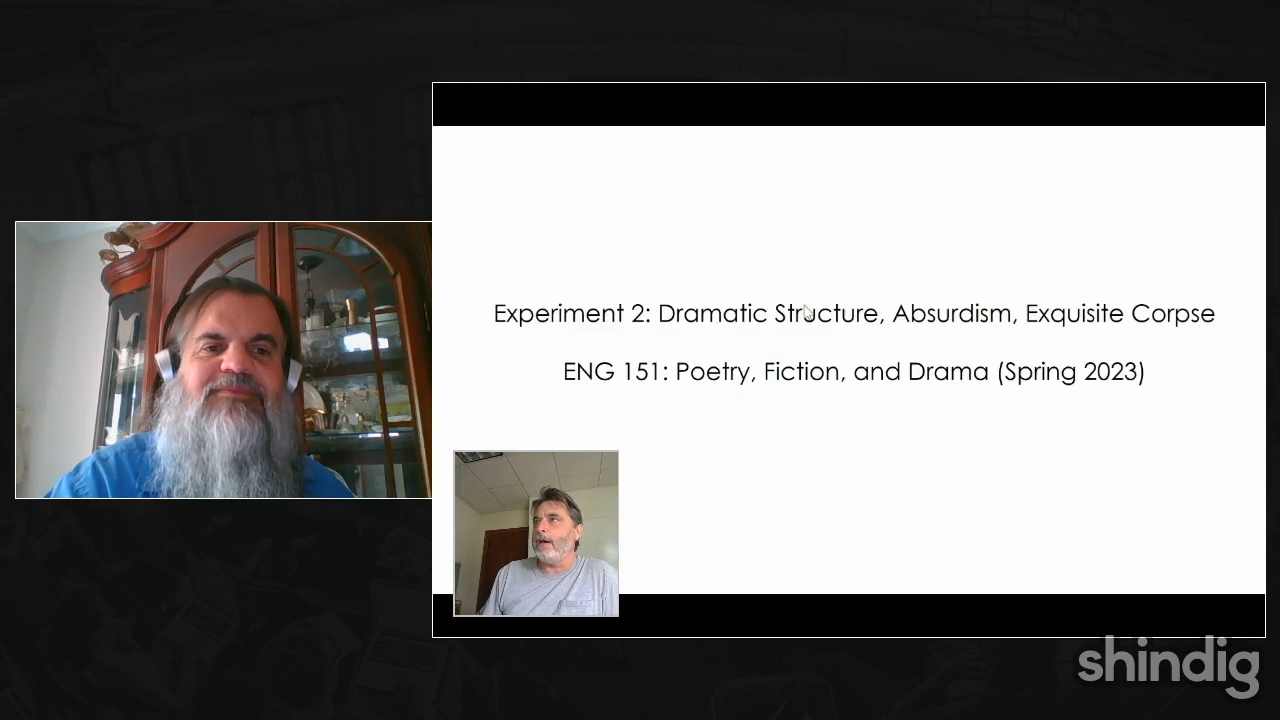 Experiment 2: Dramatic Structure, Absurdism, Exquisite Corpse
ENG 151: Poetry, Fiction, and Drama (Spring 2023)
shindig